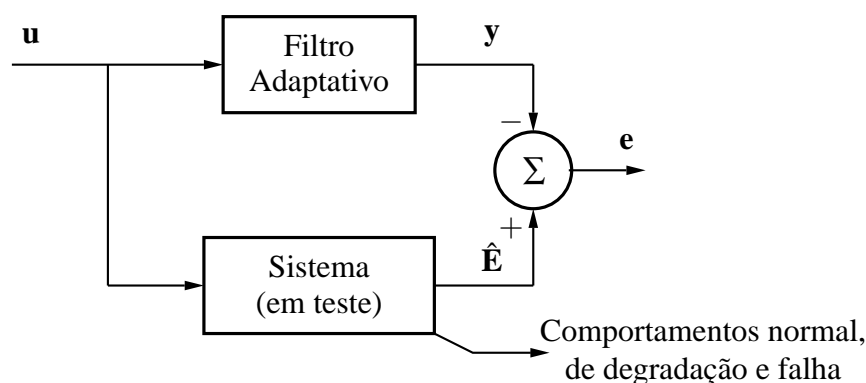 u
Filtro
Adaptativo
y
−
e
Σ
+
Ê
Sistema
(em teste)
Comportamentos normal,
de degradação e falha